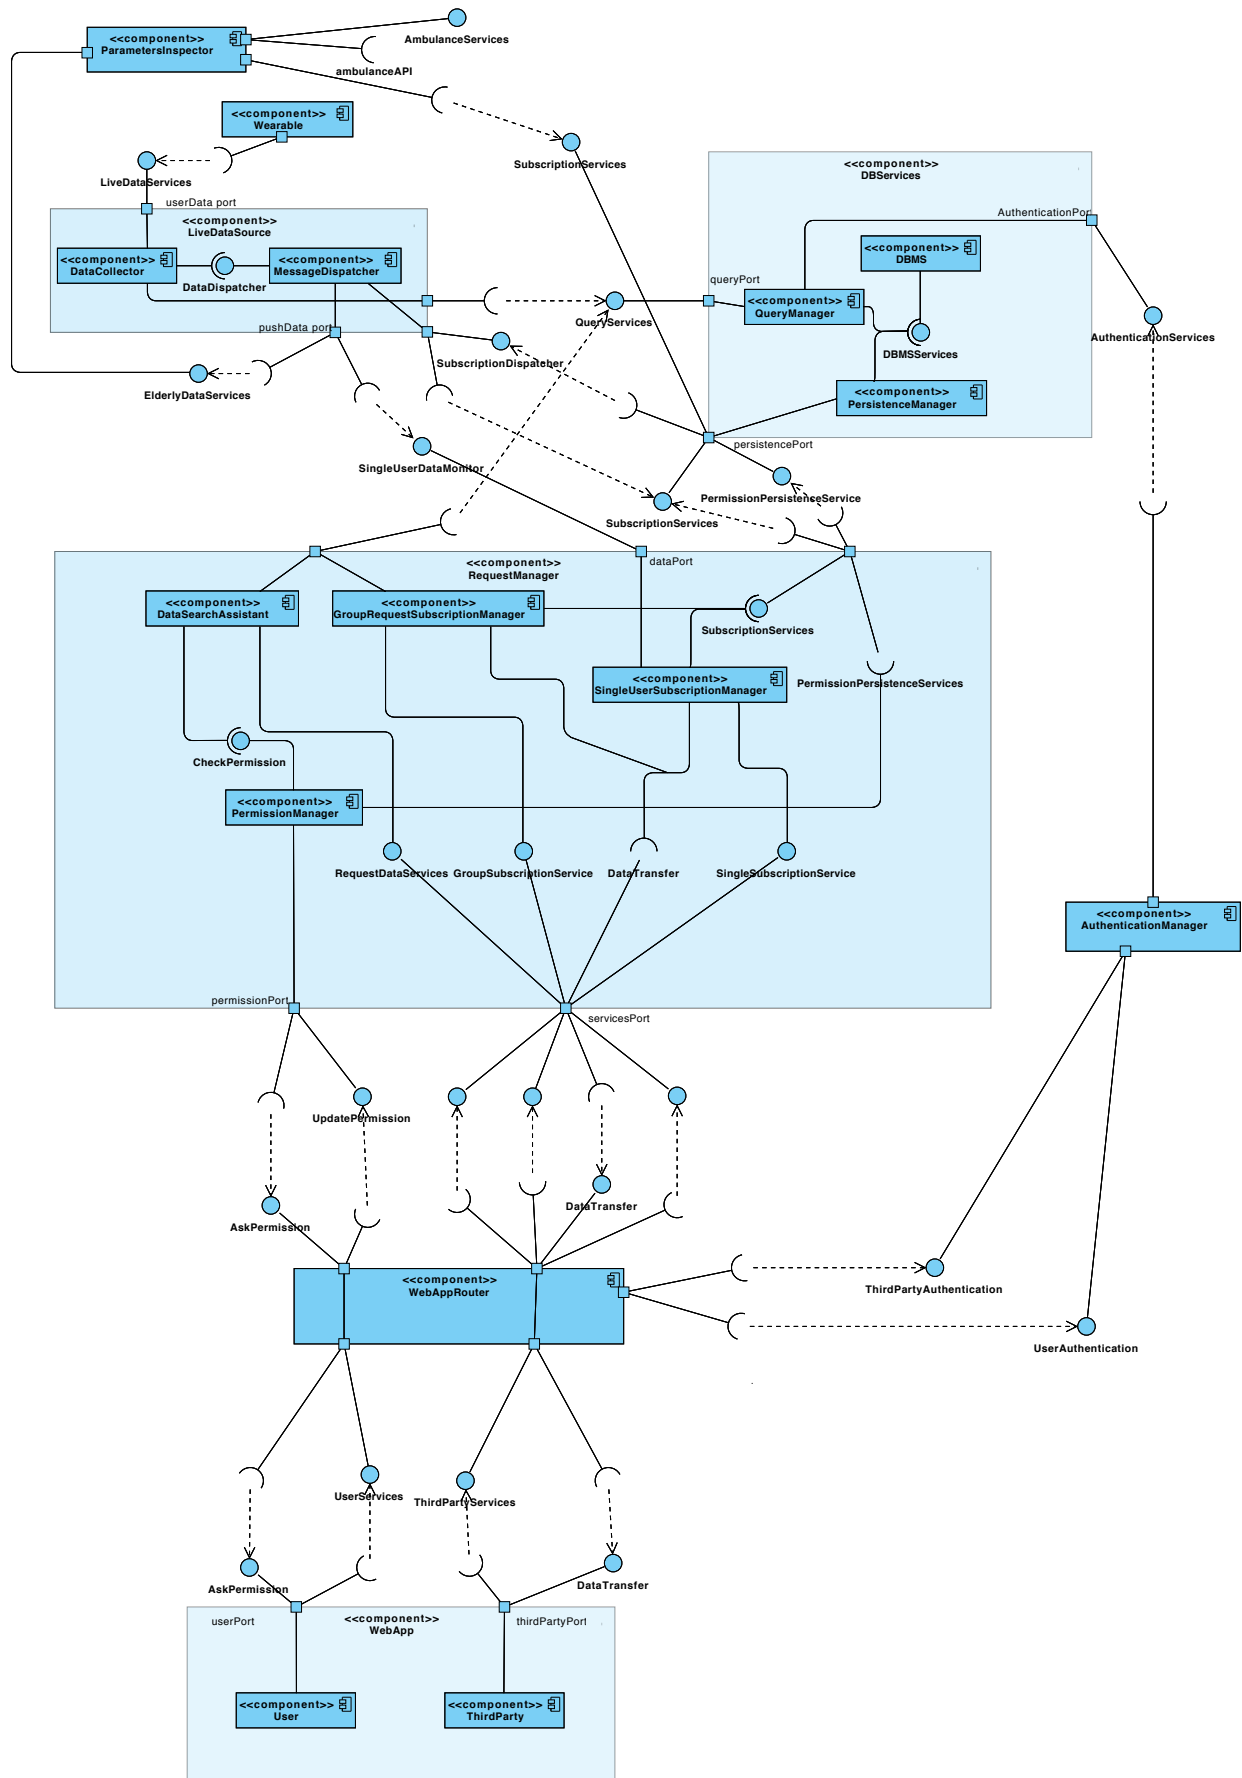 <<component>>
ParametersInspector
AmbulanceServices
ambulanceAPI
<<component>>
Wearable
LiveDataServices
SubscriptionServices
<<component>>
DBServices
userData port
<<component>>
LiveDataSource
AuthenticationPort
<<component>>
DataCollector
<<component>>
MessageDispatcher
DataDispatcher
<<component>>
DBMS
queryPort
<<component>>
QueryManager
QueryServices
pushData port
DBMSServices
AuthenticationServices
SubscriptionDispatcher
ElderlyDataServices
<<component>>
PersistenceManager
persistencePort
SingleUserDataMonitor
PermissionPersistenceService
SubscriptionServices
<<component>>
RequestManager
dataPort
<<component>>
DataSearchAssistant
<<component>>
GroupRequestSubscriptionManager
SubscriptionServices
<<component>>
SingleUserSubscriptionManager
PermissionPersistenceServices
CheckPermission
<<component>>
PermissionManager
RequestDataServices
GroupSubscriptionService
DataTransfer
SingleSubscriptionService
<<component>>
AuthenticationManager
permissionPort
servicesPort
UpdatePermission
AskPermission
DataTransfer
<<component>>
WebAppRouter
ThirdPartyAuthentication
UserAuthentication
UserServices
ThirdPartyServices
AskPermission
DataTransfer
userPort
<<component>>
WebApp
thirdPartyPort
<<component>>
User
<<component>>
ThirdParty